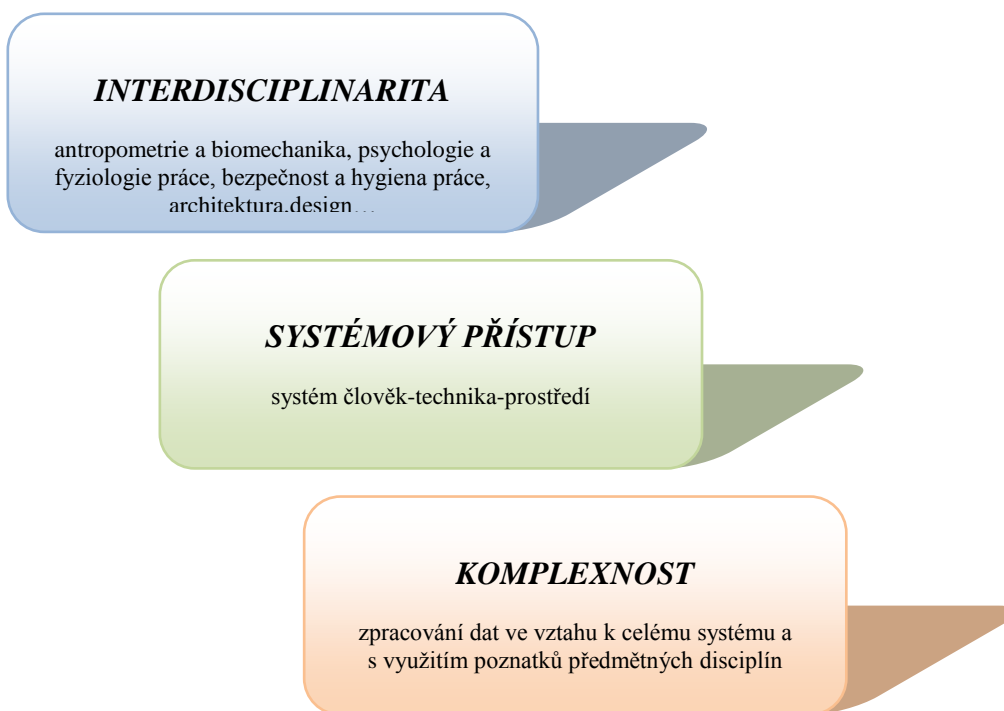 INTERDISCIPLINARITA
antropometrie a biomechanika, psychologie a
fyziologie práce, bezpečnost a hygiena práce,
architektura,design…
SYSTÉMOVÝ PŘÍSTUP
systém člověk-technika-prostředí
KOMPLEXNOST
zpracování dat ve vztahu k celému systému a
s využitím poznatků předmětných disciplín